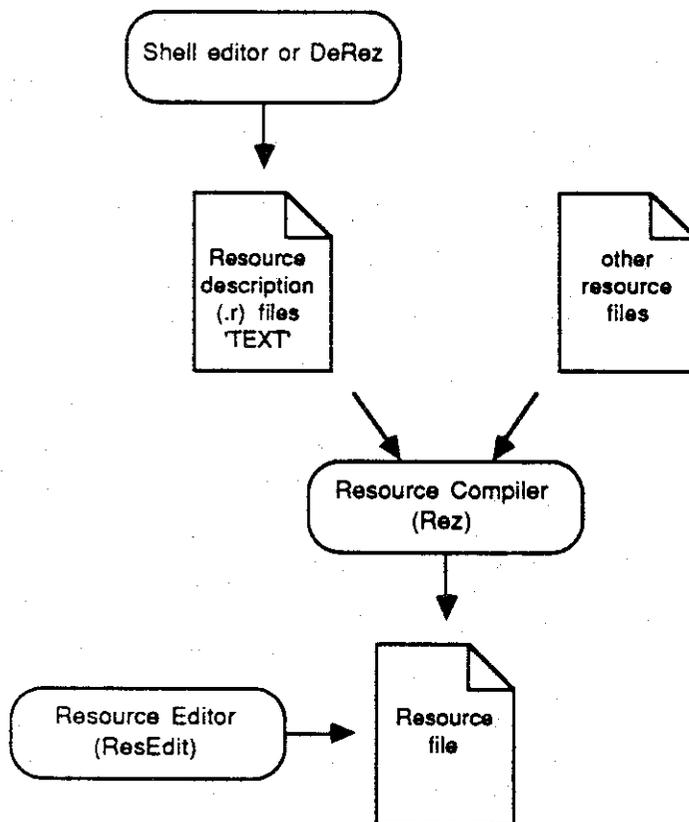 Shell editor or DeRez
Resource
description
(.r) files
'TEXT'
other
resource
files
Resource Compiler
(Rez)
Resource Editor
(ResEdit)
Resource
file